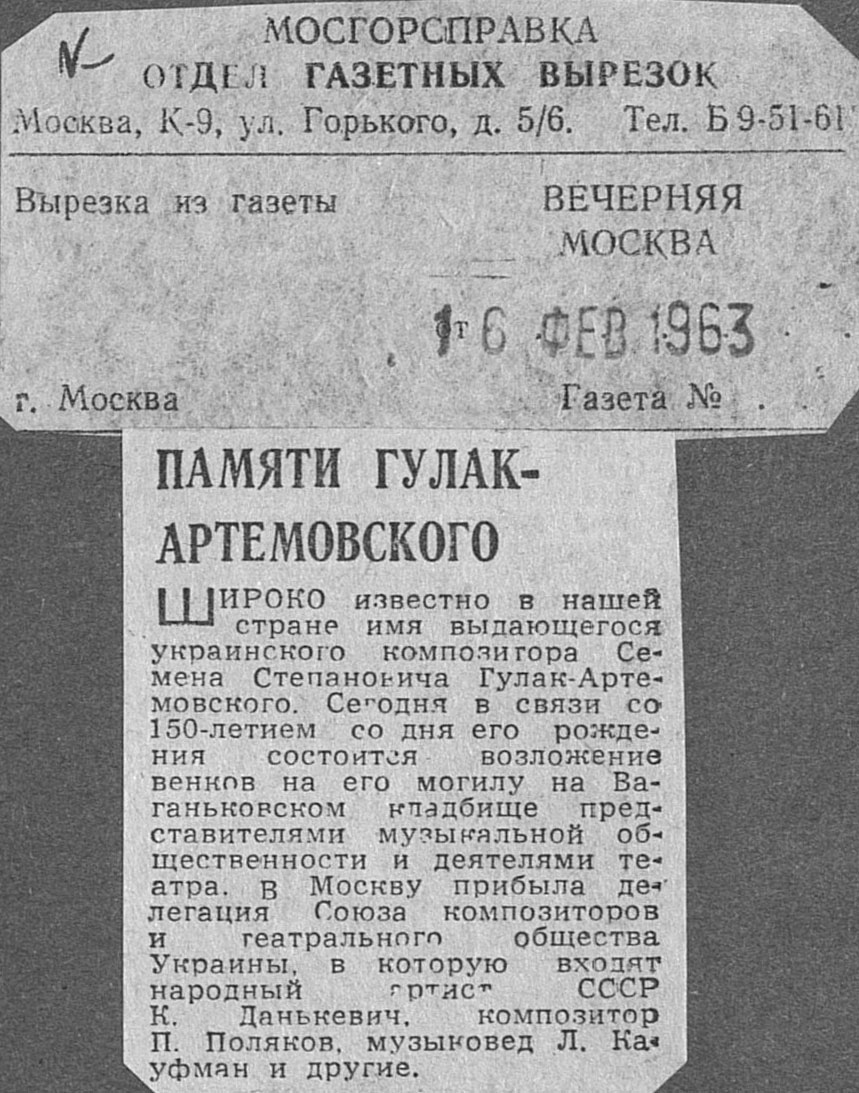 МОСГОРСПРАВКА
ОТДЕЛ ГАЗЕТНЫХ ВЫРЕЗОК
Москва, К-9, ул. Горького, д. 5/6. Тел. Б 9-51-61
Вырезка из газеты
ВЕЧЕРНЯЯ
МОСКВА
от 16 ФЕВ 1963
г. Москва Газета №
ПАМЯТИ ГУЛАК-
АРТЕМОВСКОГО
ШИРОКО известно в нашей
стране имя выдающегося
украинского композитора Се-
мена Степановича Гулак-Арте-
мовского. Сегодня в связи со
150-летием со дня его рожде-
ния состоится возложение
венков на его могилу на Ва-
ганьковском кладбище пред-
ставителями музыкальной об-
щественности и деятелями те-
атра. В Москву прибыла де-
легация Союза композиторов
и театрального общества
Украины, в которую входят
народный артист СССР
К. Данькевич, композитор
П. Поляков, музыковед Л. Ка-
уфман и другие.